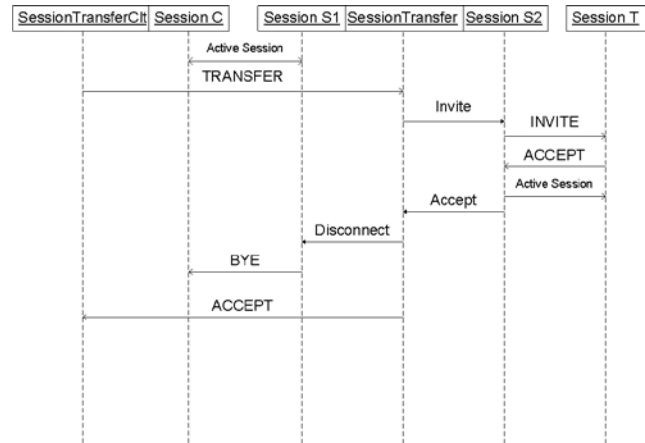 SessionTransferClt Session C Session S1 SessionTransfer Session S2 Session T
Active Session
TRANSFER
Invite
INVITE
ACCEPT
Active Session
Accept
Disconnect
BYE
ACCEPT